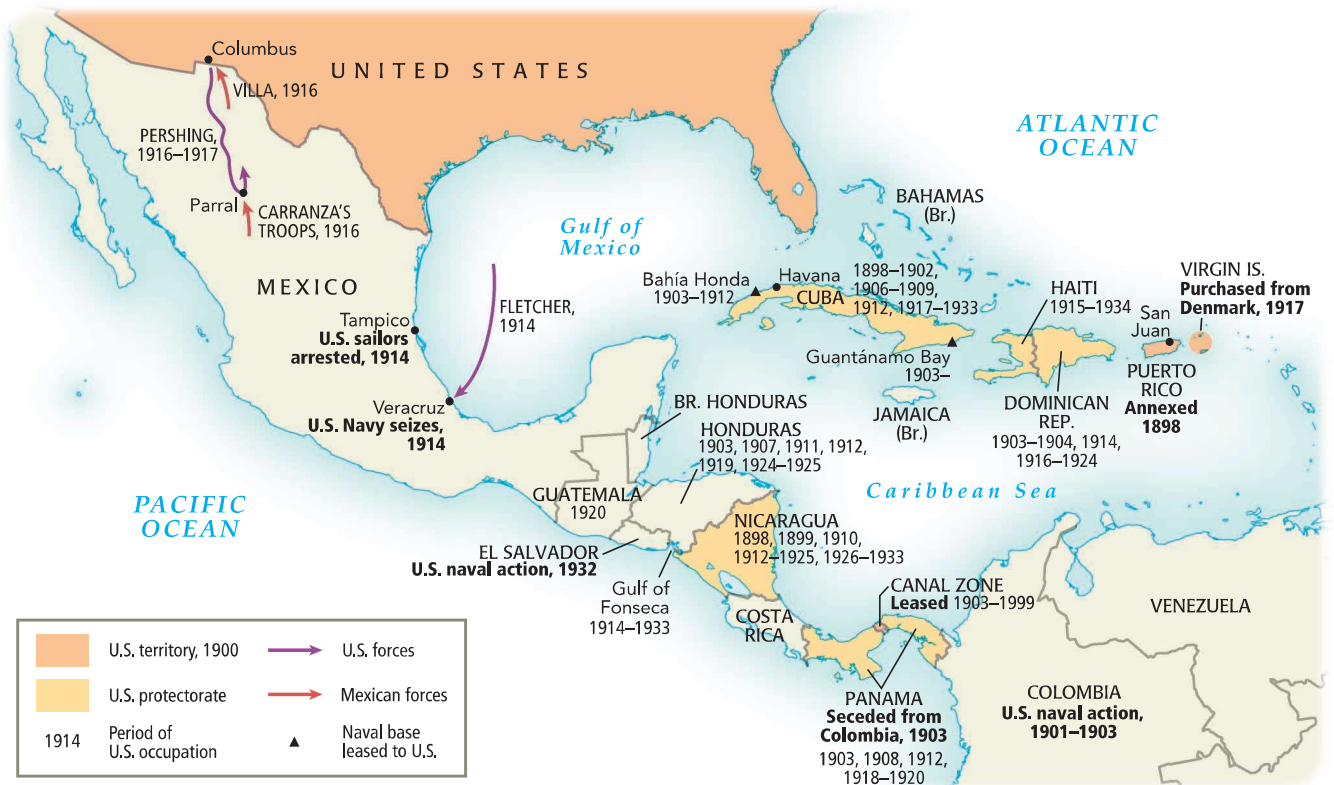 Columbus
UNITED STATES
VILLA, 1916
PERSHING,
1916–1917
Parral
CARRANZA'S
TROOPS, 1916
MEXICO
Tampico
U.S. sailors
arrested, 1914
Veracruz
U.S. Navy seizes,
1914
Gulf of
Mexico
FLETCHER,
1914
ATLANTIC
OCEAN
BAHAMAS
(Br.)
Bahía Honda
1903–1912
Havana
CUBA
1898–1902,
1906–1909,
1912, 1917–1933
Guantánamo Bay
1903–
JAMAICA
(Br.)
HAITI
1915–1934
DOMINICAN
REP.
1903–1904, 1914,
1916–1924
San
Juan
PUERTO
RICO
Annexed
1898
VIRGIN IS.
Purchased from
Denmark, 1917
BR. HONDURAS
HONDURAS
1903, 1907, 1911, 1912,
1919, 1924–1925
GUATEMALA
1920
Caribbean Sea
PACIFIC
OCEAN
EL SALVADOR
U.S. naval action, 1932
NICARAGUA
1898, 1899, 1910,
1912–1925, 1926–1933
Gulf of
Fonseca
1914–1933
COSTA
RICA
CANAL ZONE
Leased 1903–1999
PANAMA
Seceded from
Colombia, 1903
1903, 1908, 1912,
1918–1920
VENEZUELA
COLOMBIA
U.S. naval action,
1901–1903
U.S. territory, 1900
U.S. forces
U.S. protectorate
Mexican forces
1914
Period of
U.S. occupation
Naval base
leased to U.S.